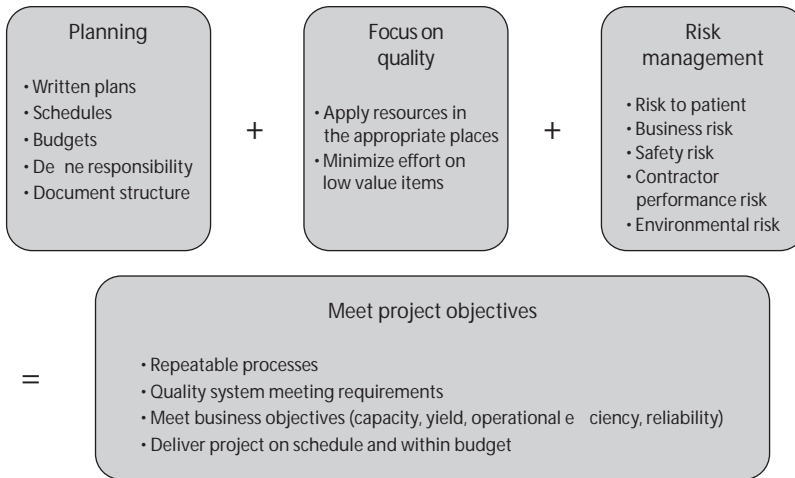 Planning
• Written plans
• Schedules
• Budgets
• De ne responsibility
• Document structure
+
Focus on
quality
• Apply resources in
the appropriate places
• Minimize effort on
low value items
+
Risk
management
• Risk to patient
• Business risk
• Safety risk
• Contractor
performance risk
• Environmental risk
=
Meet project objectives
• Repeatable processes
• Quality system meeting requirements
• Meet business objectives (capacity, yield, operational e ciency, reliability)
• Deliver project on schedule and within budget